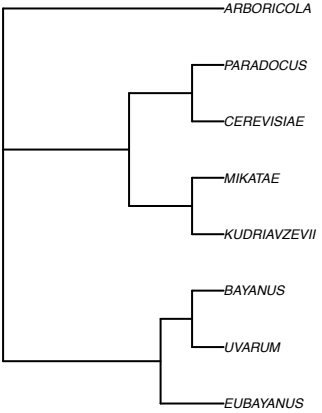 ARBORICOLA
PARADOCUS
CEREVISIAE
MIKATAE
KUDRIAVZEVII
BAYANUS
UVARUM
EUBAYANUS